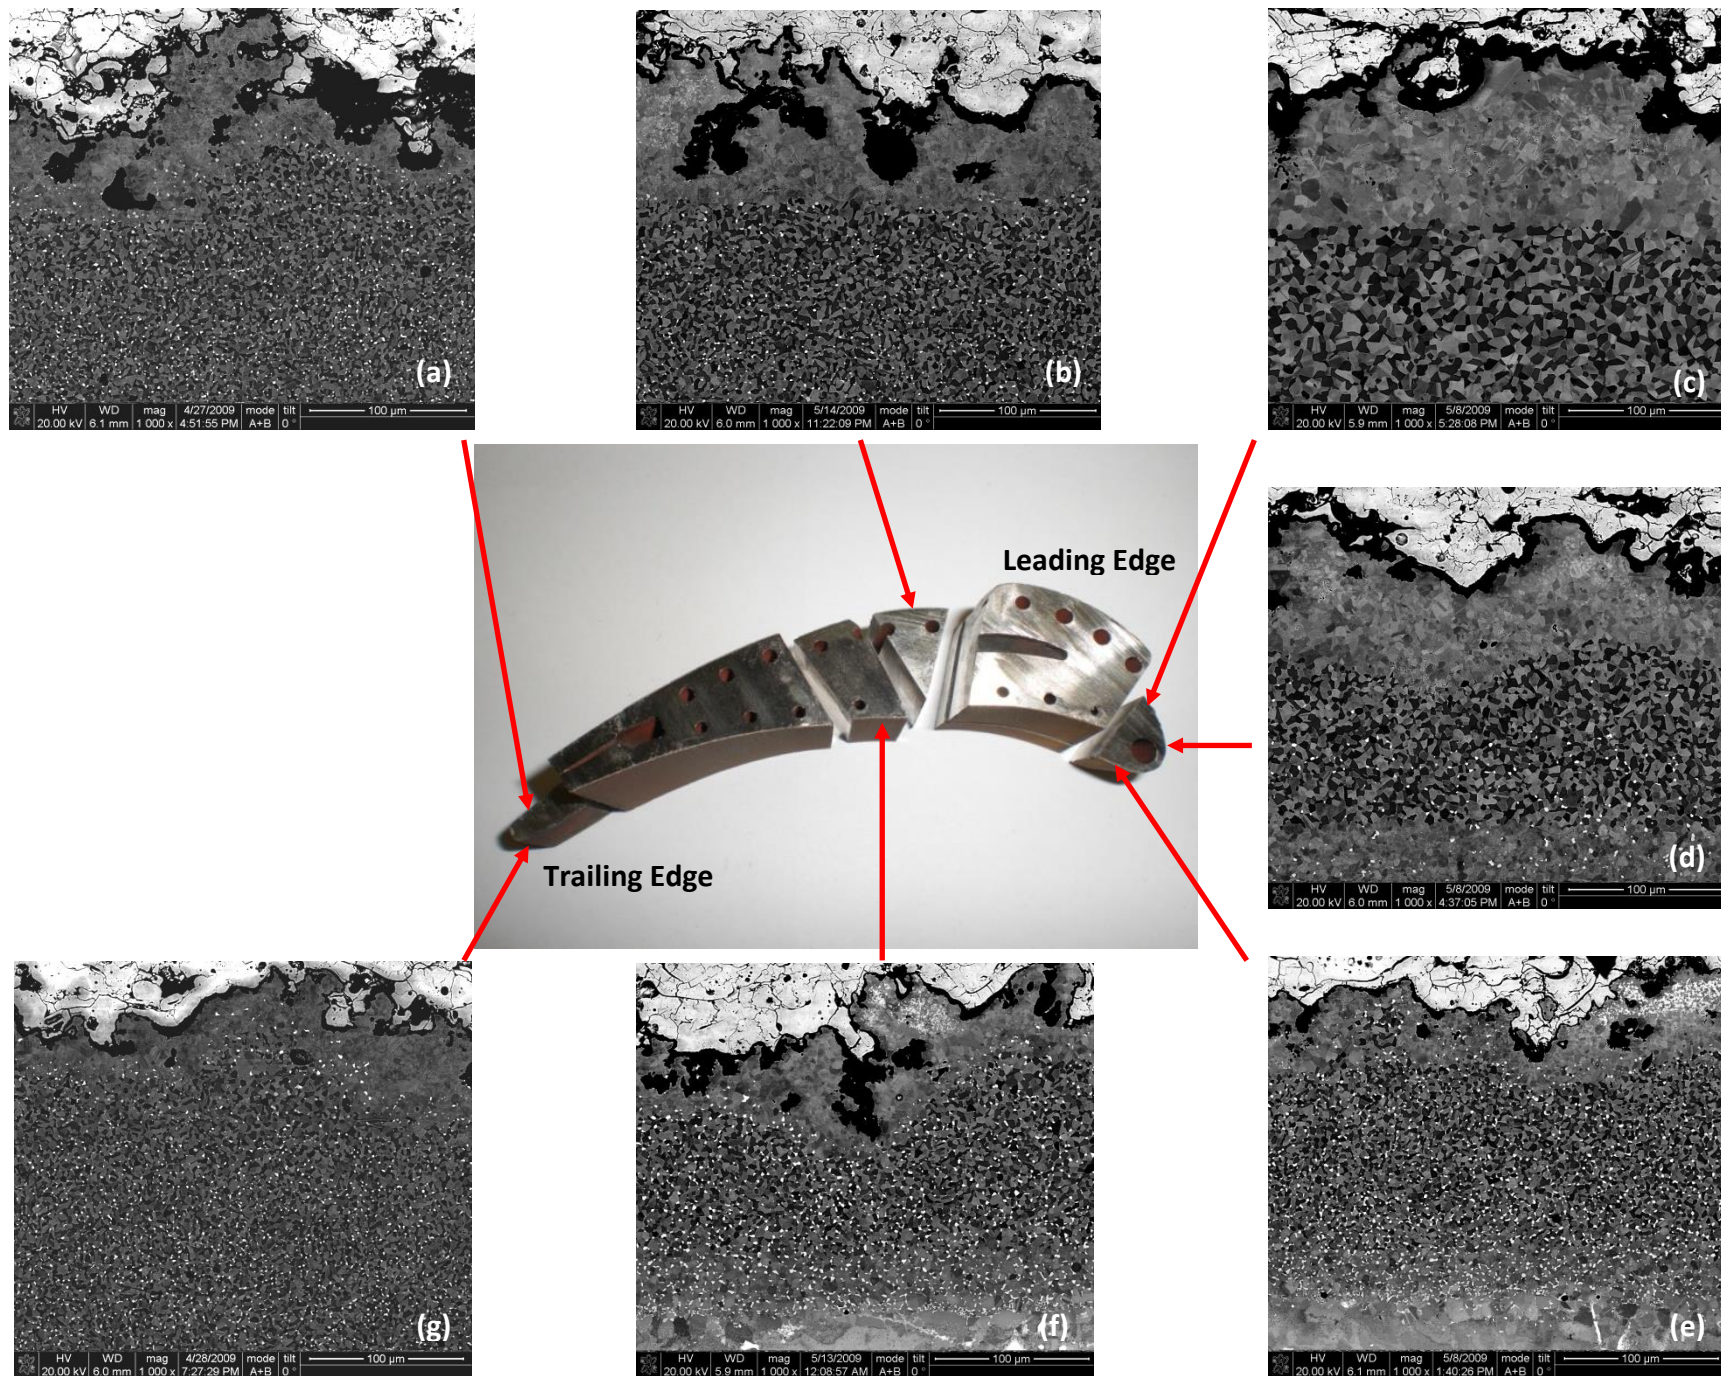 (a)
HV WD mag 4/27/2009 mode tilt 100 µm
20.00 kV 6.1 mm 1 000 x 4:51:55 PM A+B 0 °
(b)
HV WD mag 5/14/2009 mode tilt 100 µm
20.00 kV 6.0 mm 1 000 x 11:22:09 PM A+B 0 °
(c)
HV WD mag 5/8/2009 mode tilt 100 µm
20.00 kV 5.9 mm 1 000 x 5:28:08 PM A+B 0 °
Leading Edge
(d)
HV WD mag 5/8/2009 mode tilt 100 µm
20.00 kV 6.0 mm 1 000 x 4:37:05 PM A+B 0 °
Trailing Edge
(g)
HV WD mag 4/28/2009 mode tilt 100 µm
20.00 kV 6.0 mm 1 000 x 7:27:29 PM A+B 0 °
(f)
HV WD mag 5/13/2009 mode tilt 100 µm
20.00 kV 5.9 mm 1 000 x 12:08:57 AM A+B 0 °
(e)
HV WD mag 5/8/2009 mode tilt 100 µm
20.00 kV 6.1 mm 1 000 x 1:40:26 PM A+B 0 °